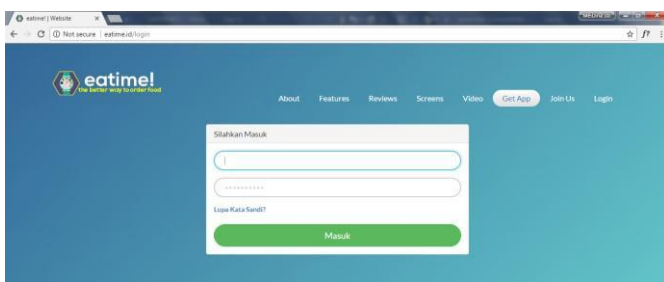 eatime! | Website
Not secure | eatime.id/login
eatime!
the better way to order food
About Features Reviews Screens Video Get App Join Us Login
Silahkan Masuk
Lupa Kata Sandi?
Masuk